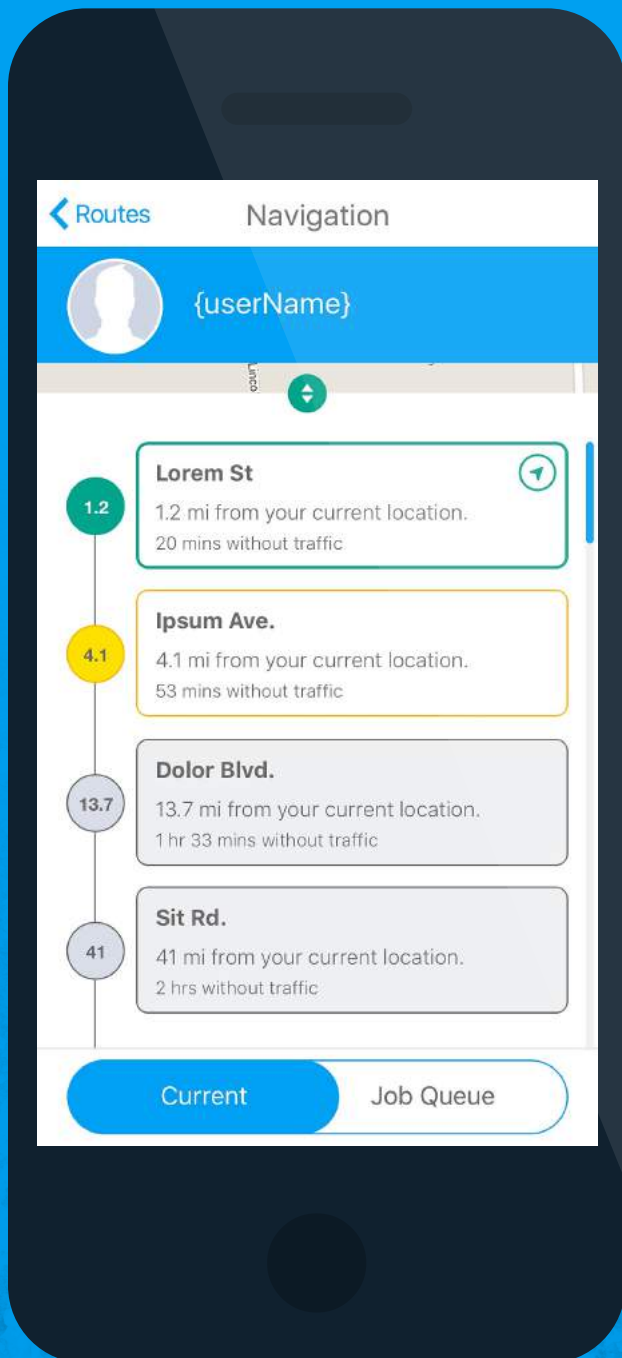 Routes
Navigation
{userName}
Linco
1.2
Lorem St
1.2 mi from your current location.
20 mins without traffic
4.1
Ipsum Ave.
4.1 mi from your current location.
53 mins without traffic
13.7
Dolor Blvd.
13.7 mi from your current location.
1 hr 33 mins without traffic
41
Sit Rd.
41 mi from your current location.
2 hrs without traffic
Current
Job Queue